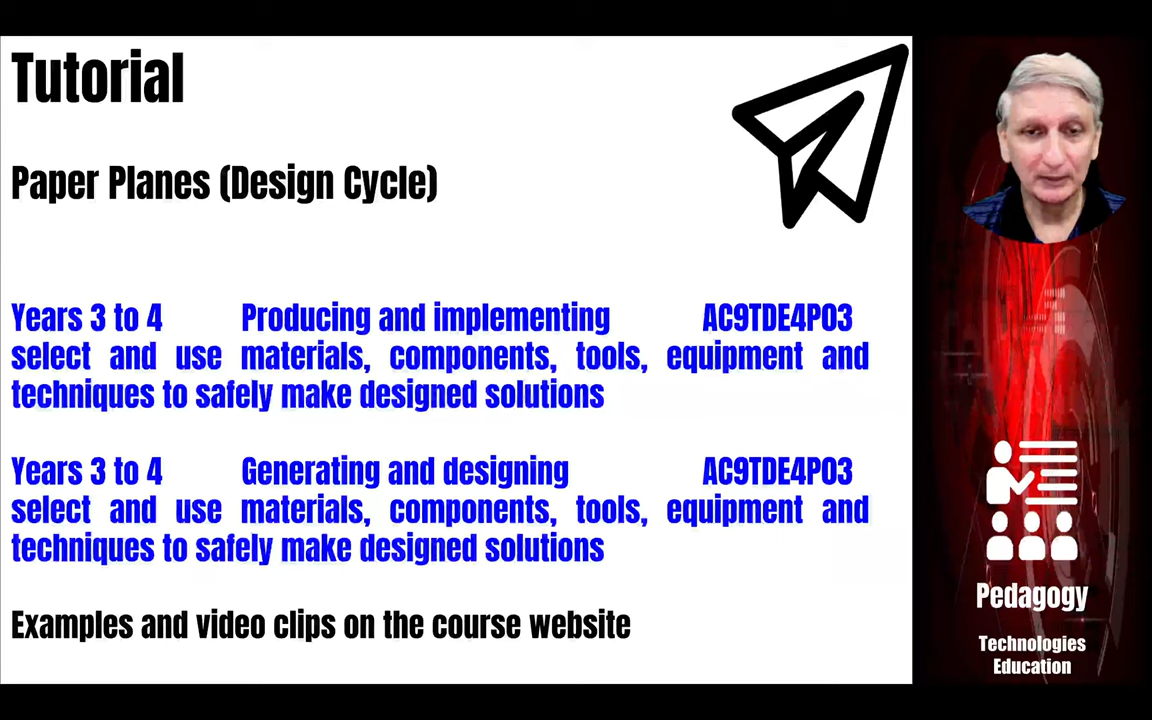 Tutorial
Paper Planes (Design Cycle)
Years 3 to 4 Producing and implementing AC9TDE4P03
select and use materials, components, tools, equipment and
techniques to safely make designed solutions
Years 3 to 4 Generating and designing AC9TDE4P03
select and use materials, components, tools, equipment and
techniques to safely make designed solutions
Examples and video clips on the course website
Pedagogy
Technologies
Education